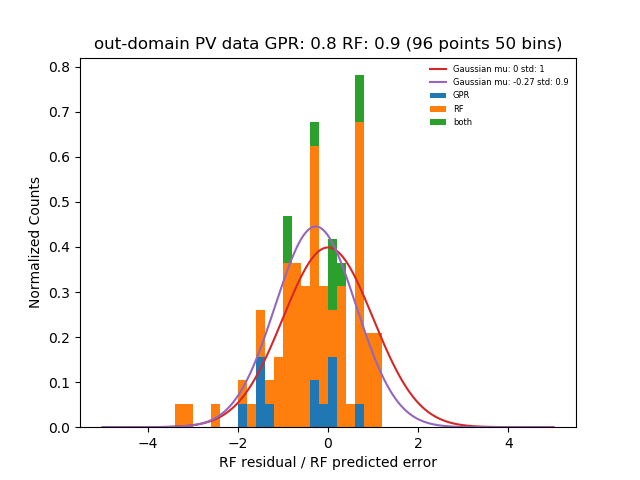 out-domain PV data GPR: 0.8 RF: 0.9 (96 points 50 bins)
Gaussian mu: 0 std: 1
Gaussian mu: -0.27 std: 0.9
GPR
RF
both
Normalized Counts
0.8
0.7
0.6
0.5
0.4
0.3
0.2
0.1
0.0
−4 −2 0 2 4
RF residual / RF predicted error